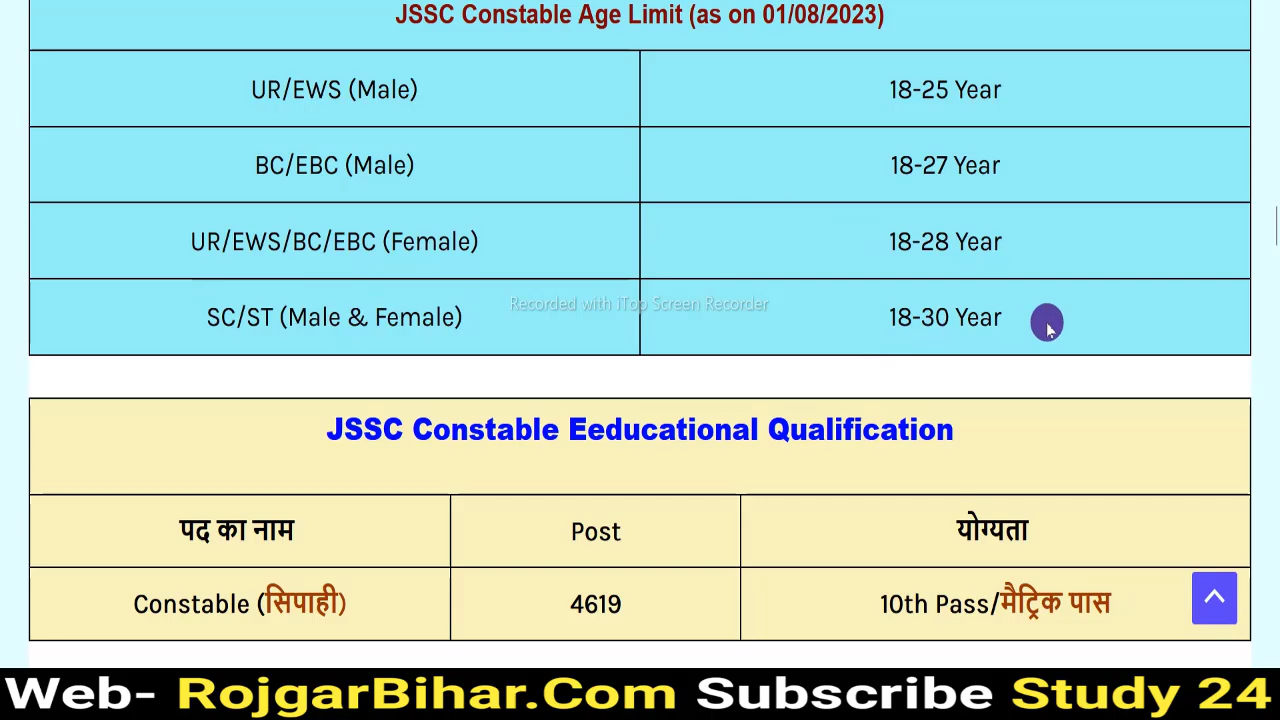 JSSC Constable Age Limit (as on 01/08/2023)
UR/EWS (Male) 18-25 Year
BC/EBC (Male) 18-27 Year
UR/EWS/BC/EBC (Female) 18-28 Year
Recorded with iTop Screen Recorder
SC/ST (Male & Female) 18-30 Year
JSSC Constable Eeducational Qualification
पद का नाम Post योग्यता
Constable (सिपाही) 4619 10th Pass/मैट्रिक पास
Web- RojgarBihar.Com Subscribe Study 24